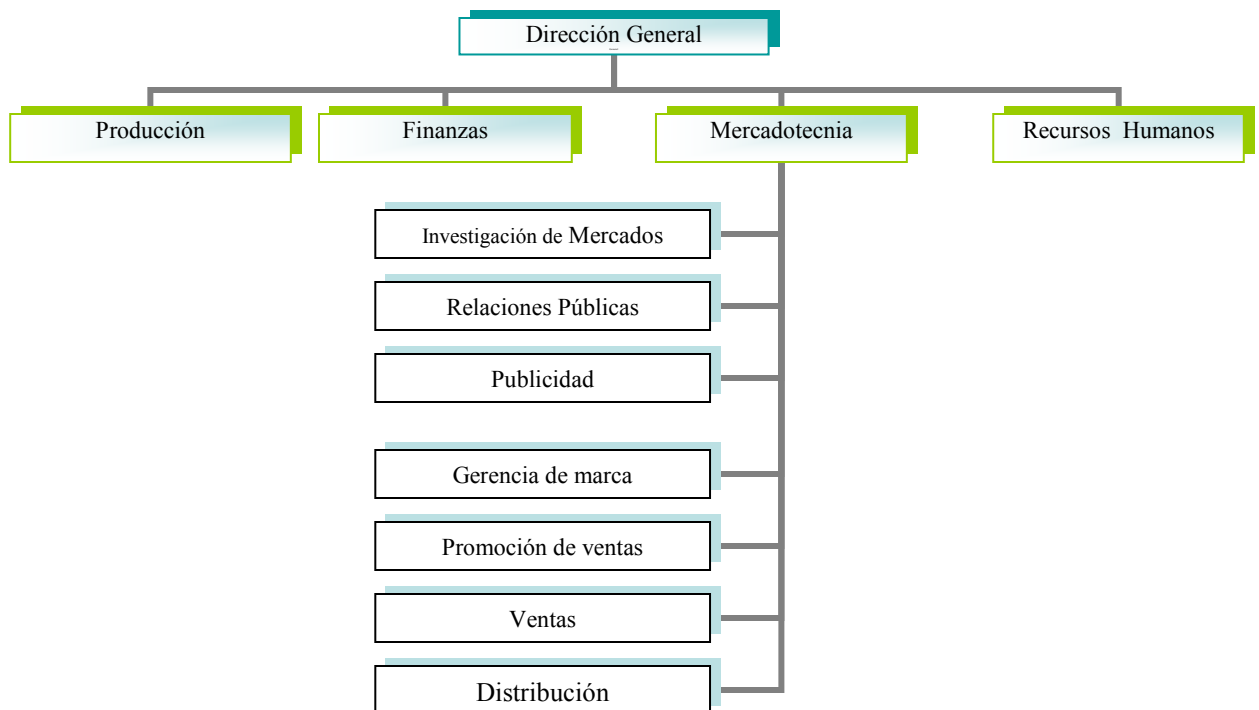 Dirección General
Producción
Finanzas
Mercadotecnia
Recursos Humanos
Investigación de Mercados
Relaciones Públicas
Publicidad
Gerencia de marca
Promoción de ventas
Ventas
Distribución